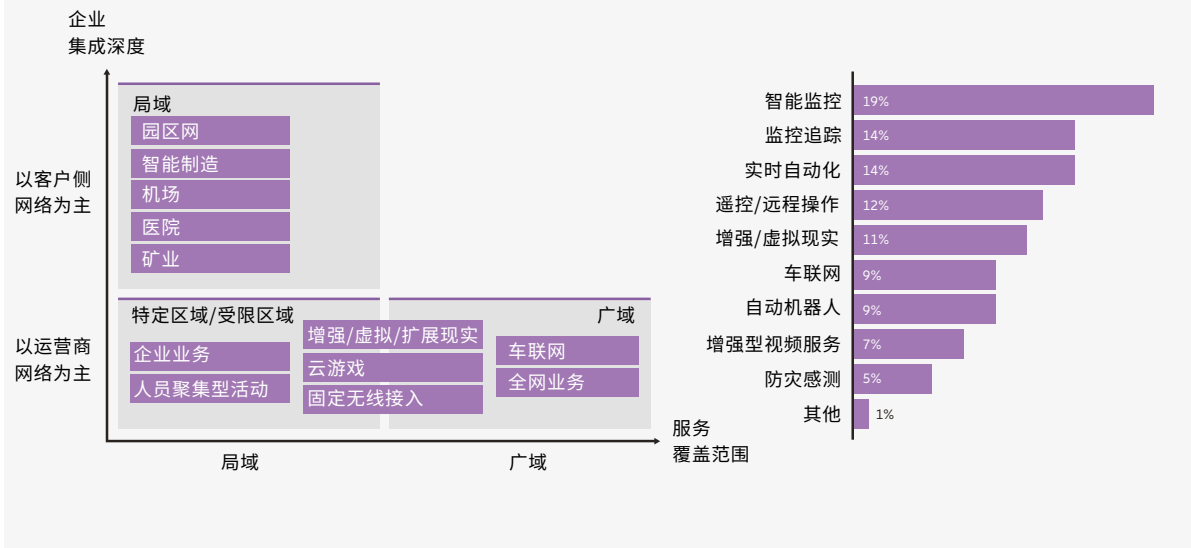 企业
集成深度
以客户侧
网络为主
局域
园区网
智能制造
机场
医院
矿业
以运营商
网络为主
特定区域/受限区域
企业业务
人员聚集型活动
增强/虚拟/扩展现实
云游戏
固定无线接入
广域
车联网
全网业务
局域
广域
服务
覆盖范围
智能监控 19%
监控追踪 14%
实时自动化 14%
遥控/远程操作 12%
增强/虚拟现实 11%
车联网 9%
自动机器人 9%
增强型视频服务 7%
防灾感测 5%
其他 1%